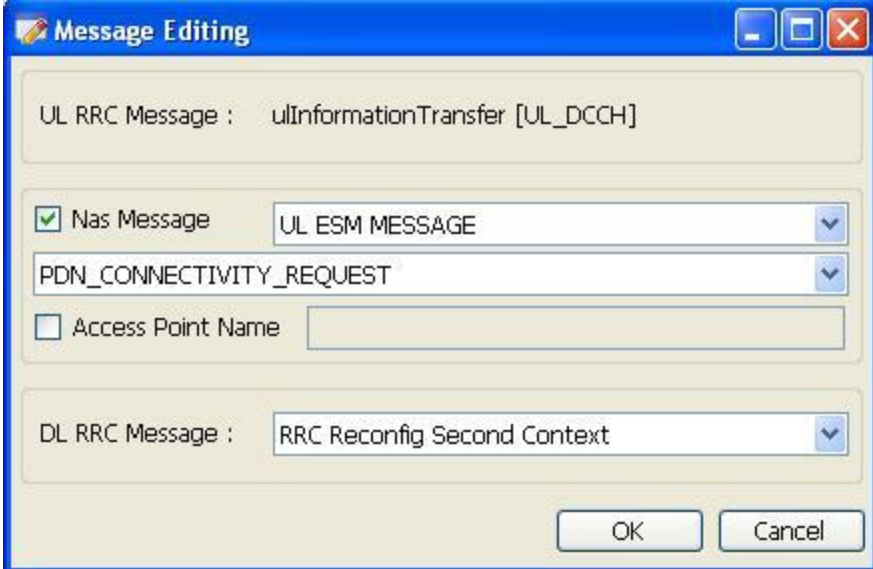 Message Editing
UL RRC Message : ulInformationTransfer [UL_DCCH]
Nas Message UL ESM MESSAGE
PDN_CONNECTIVITY_REQUEST
Access Point Name
DL RRC Message : RRC Reconfig Second Context
OK Cancel